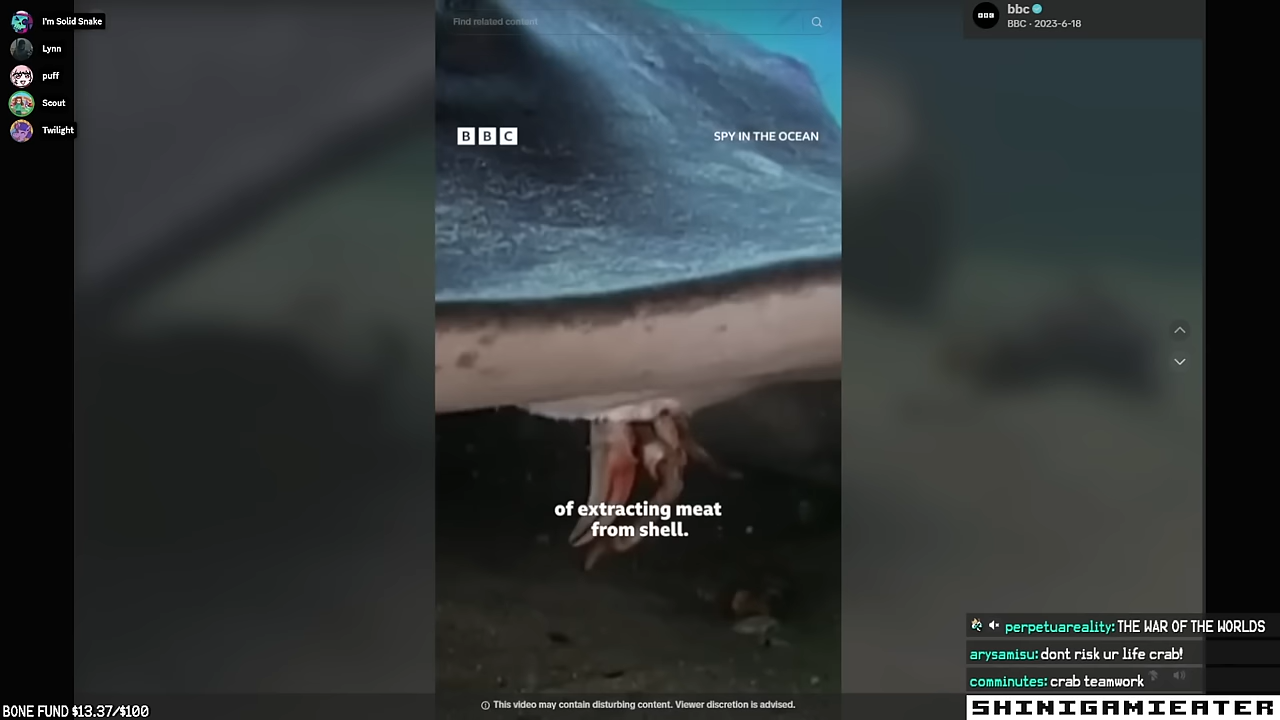 I'm Solid Snake
Lynn
puff
Scout
Twilight
Find related content
bbc
BBC · 2023-6-18
BBC
SPY IN THE OCEAN
of extracting meat
from shell.
perpetuareality: THE WAR OF THE WORLDS
arysamisu: dont risk ur life crab!
comminutes: crab teamwork
This video may contain disturbing content. Viewer discretion is advised.
BONE FUND $13.37/$100
SHINIGAMIEATER